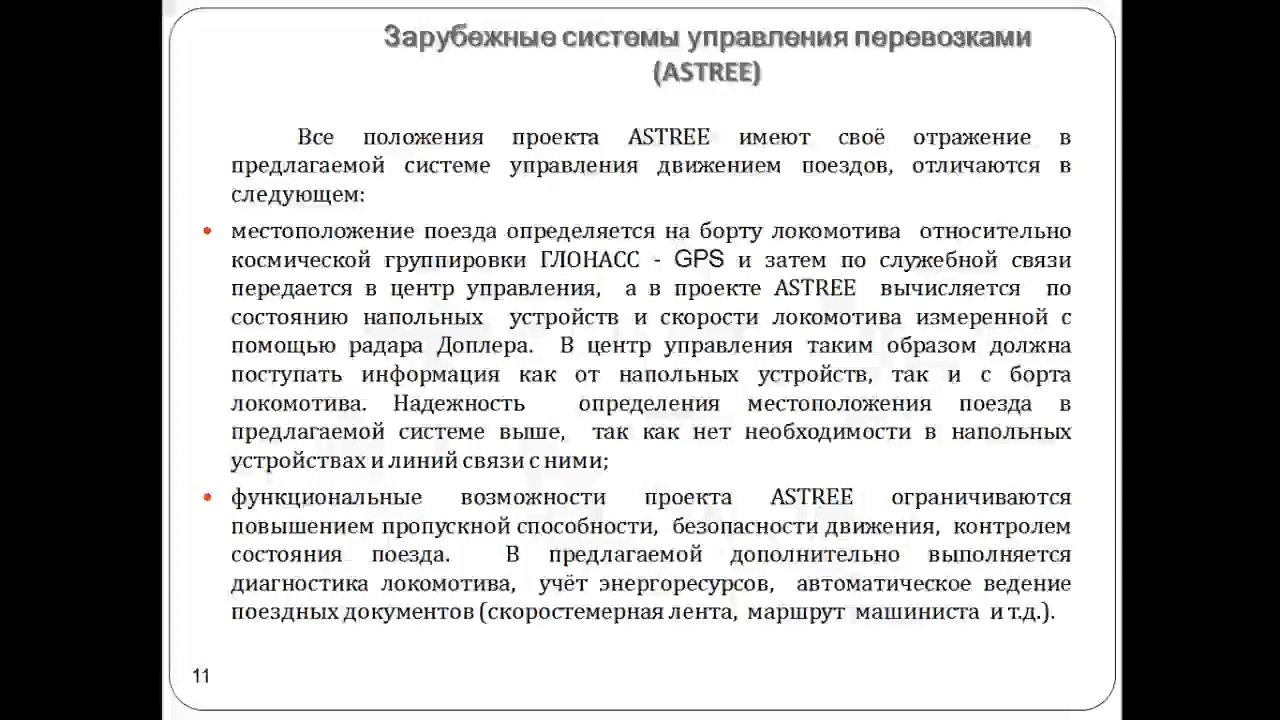 Зарубежные системы управления перевозками
(ASTREE)
Все положения проекта ASTREE имеют своё отражение в
предлагаемой системе управления движением поездов, отличаются в
следующем:
• местоположение поезда определяется на борту локомотива относительно
космической группировки ГЛОНАСС - GPS и затем по служебной связи
передается в центр управления, а в проекте ASTREE вычисляется по
состоянию напольных устройств и скорости локомотива измеренной с
помощью радара Доплера. В центр управления таким образом должна
поступать информация как от напольных устройств, так и с борта
локомотива. Надежность определения местоположения поезда в
предлагаемой системе выше, так как нет необходимости в напольных
устройствах и линий связи с ними;
• функциональные возможности проекта ASTREE ограничиваются
повышением пропускной способности, безопасности движения, контролем
состояния поезда. В предлагаемой дополнительно выполняется
диагностика локомотива, учёт энергоресурсов, автоматическое ведение
поездных документов (скоростемерная лента, маршрут машиниста и т.д.).
11